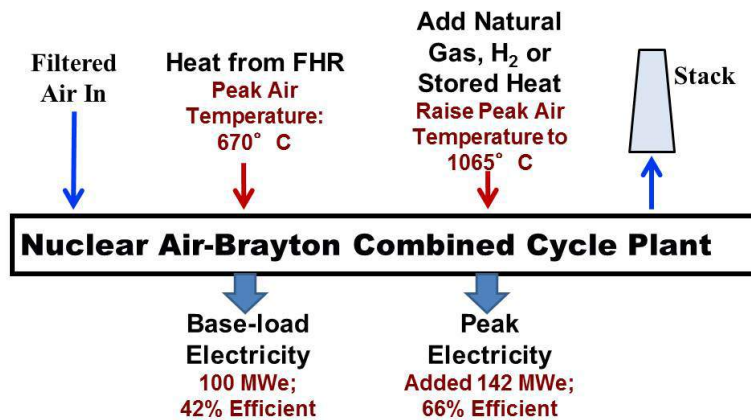 Filtered
Air In
Heat from FHR
Peak Air
Temperature:
670° C
Add Natural
Gas, H₂ or
Stored Heat
Raise Peak Air
Temperature to
1065° C
Stack
Nuclear Air-Brayton Combined Cycle Plant
Base-load
Electricity
100 MWe;
42% Efficient
Peak
Electricity
Added 142 MWe;
66% Efficient